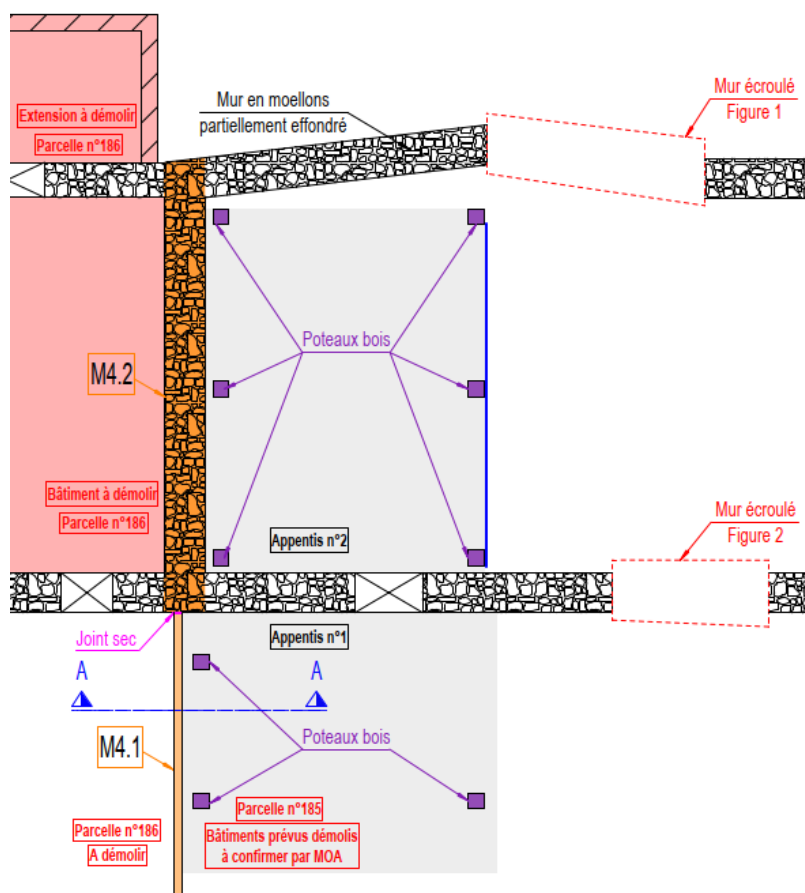 Mur écroulé
Figure 1
Mur en moellons
partiellement effondré
Extension à démolir
Parcelle n°186
Poteaux bois
M4.2
Bâtiment à démolir
Parcelle n°186
Appentis n°2
Mur écroulé
Figure 2
Joint sec
Appentis n°1
A
A
M4.1
Poteaux bois
Parcelle n°185
Bâtiments prévus démolis
à confirmer par MOA
Parcelle n°186
A démolir